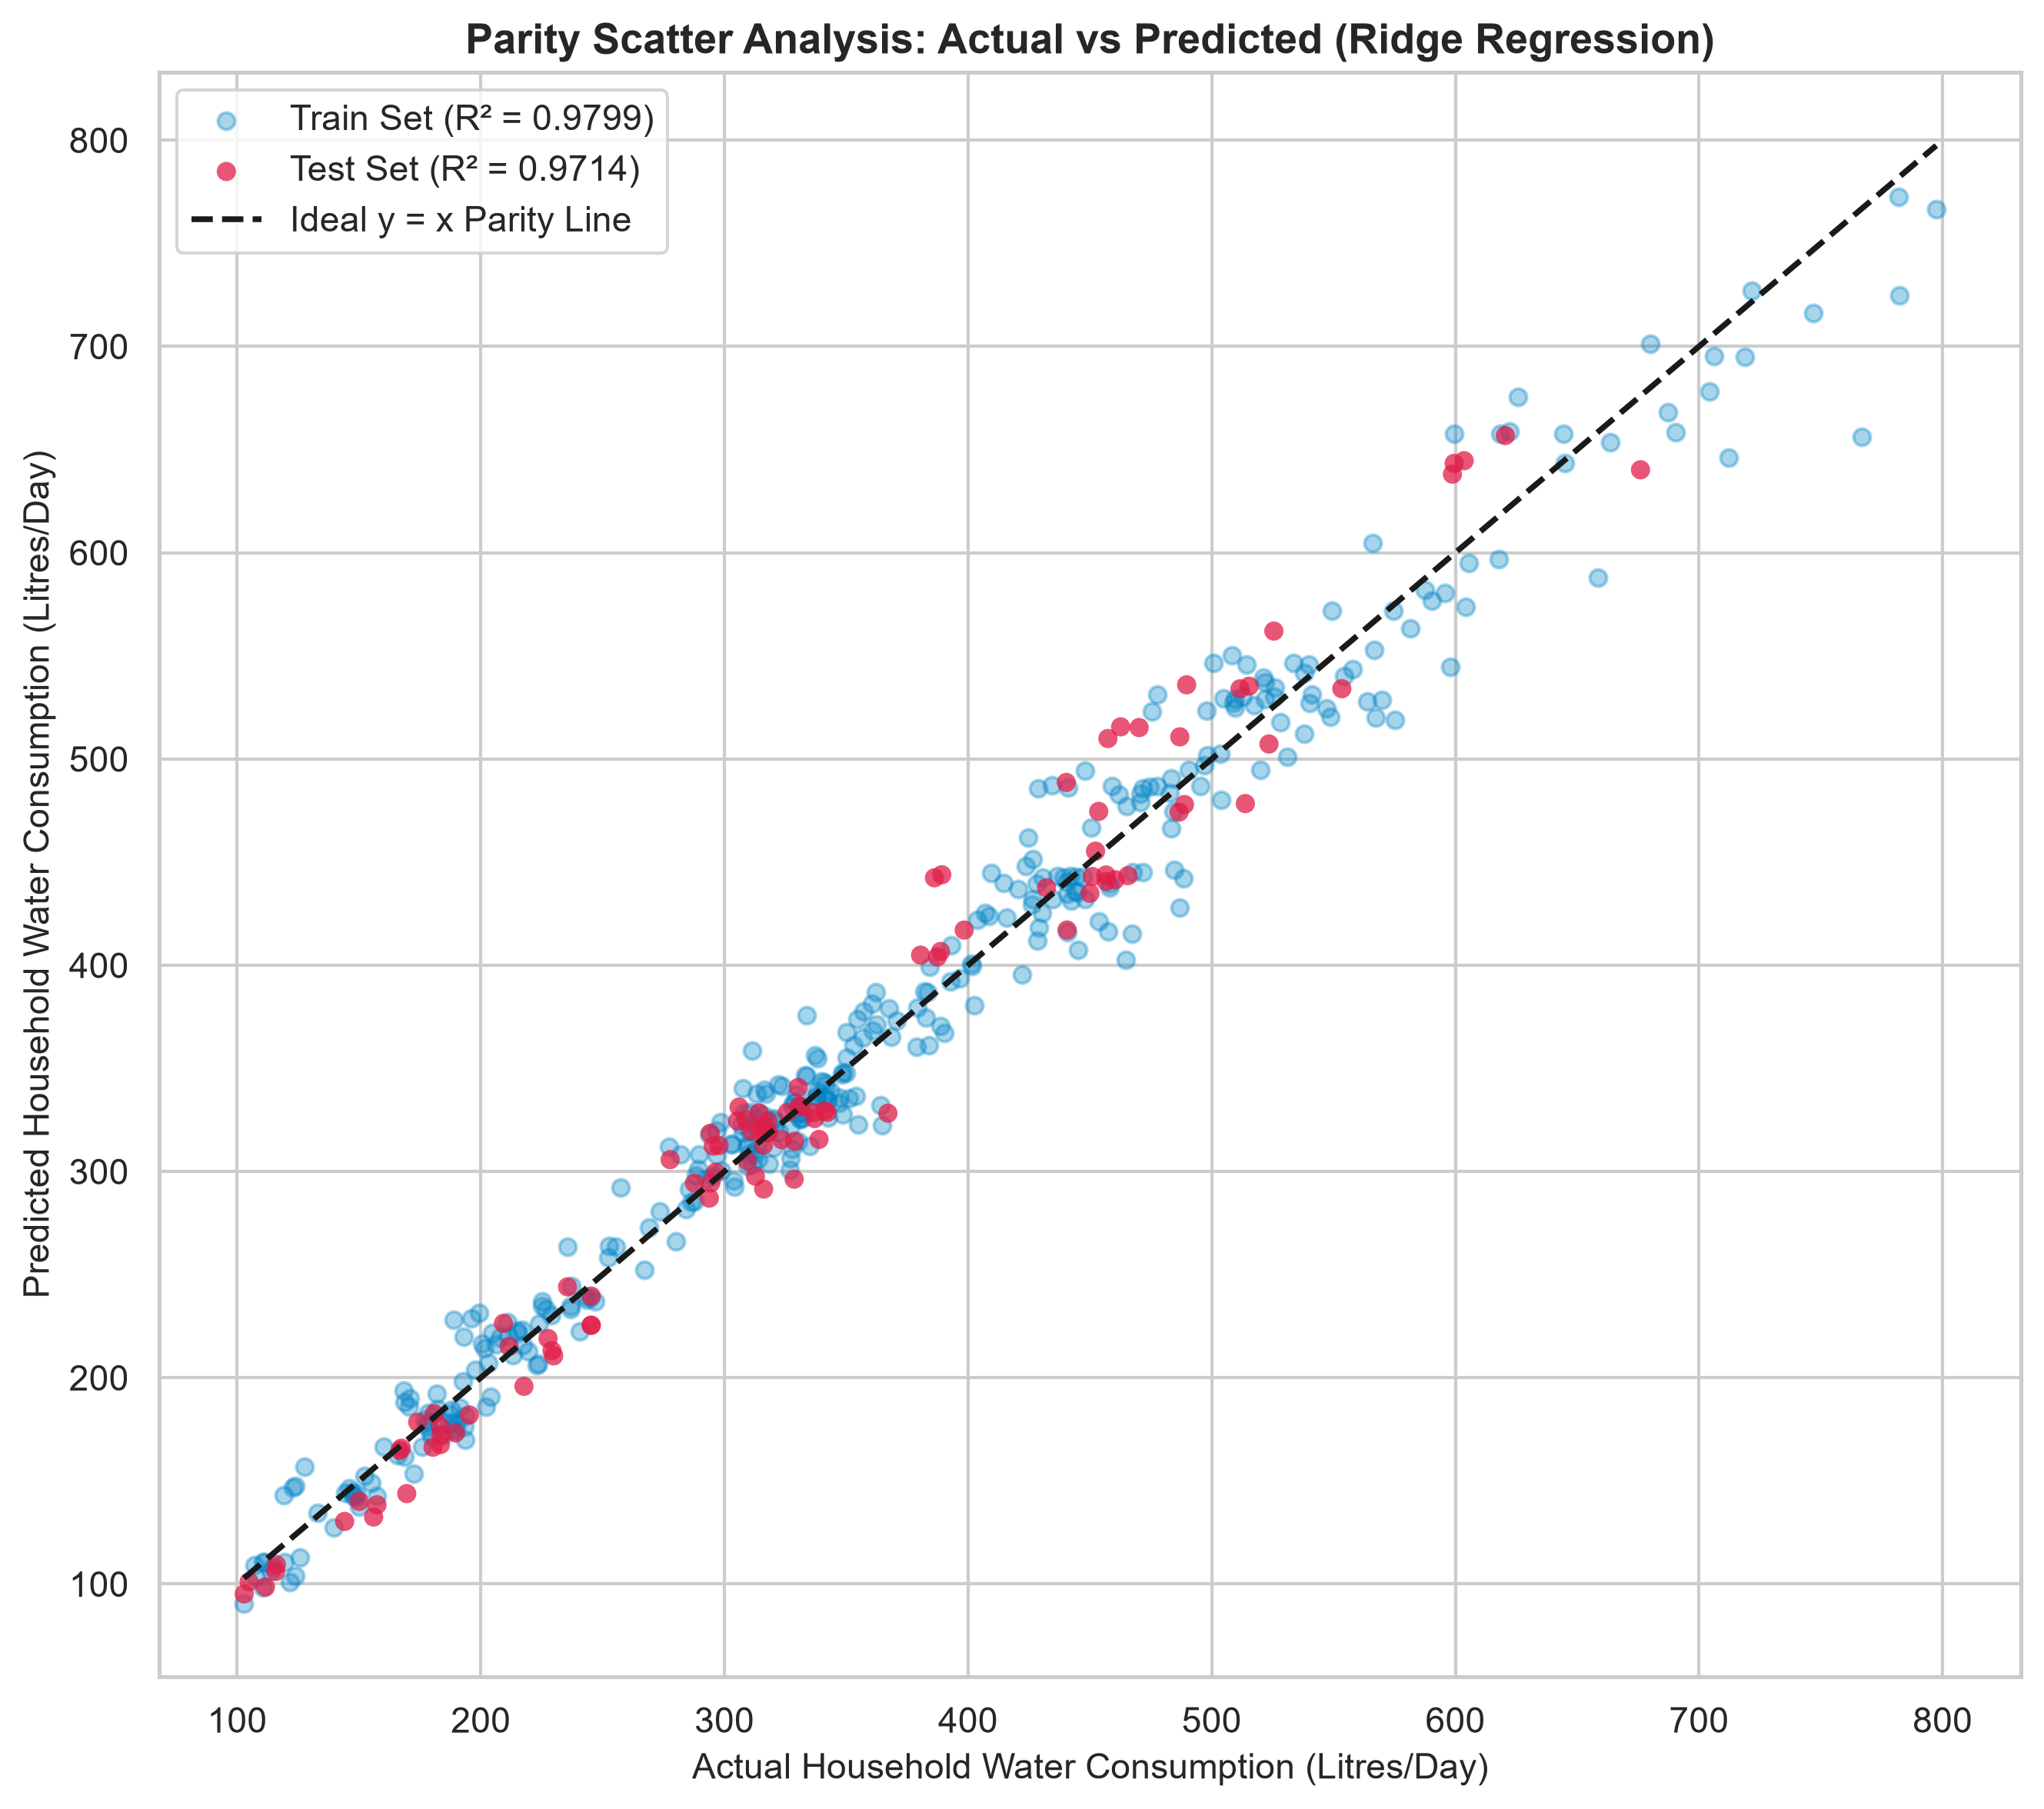 Parity Scatter Analysis: Actual vs Predicted (Ridge Regression)
Train Set (R² = 0.9799)
Test Set (R² = 0.9714)
Ideal y = x Parity Line
Predicted Household Water Consumption (Litres/Day)
800
700
600
500
400
300
200
100
100 200 300 400 500 600 700 800
Actual Household Water Consumption (Litres/Day)